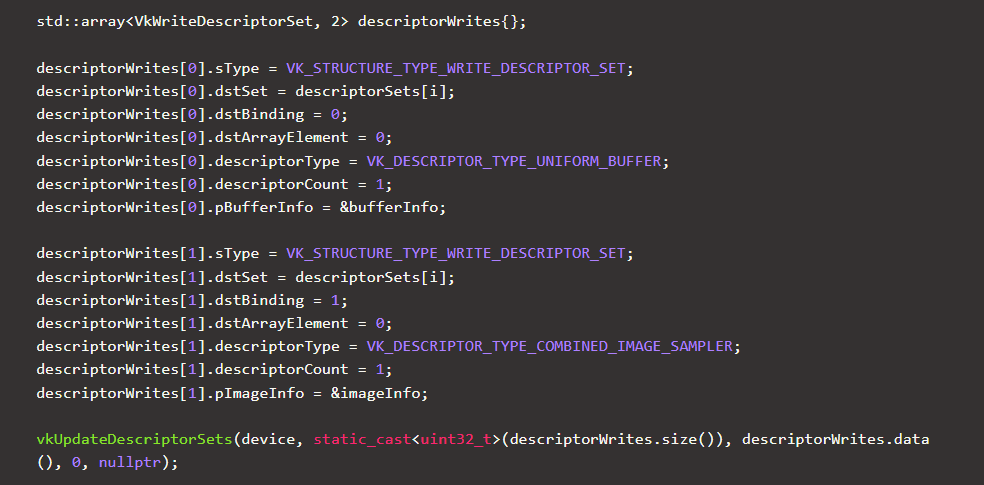 std::array<VkWriteDescriptorSet, 2> descriptorWrites{};
descriptorWrites[0].sType = VK_STRUCTURE_TYPE_WRITE_DESCRIPTOR_SET;
descriptorWrites[0].dstSet = descriptorSets[i];
descriptorWrites[0].dstBinding = 0;
descriptorWrites[0].dstArrayElement = 0;
descriptorWrites[0].descriptorType = VK_DESCRIPTOR_TYPE_UNIFORM_BUFFER;
descriptorWrites[0].descriptorCount = 1;
descriptorWrites[0].pBufferInfo = &bufferInfo;
descriptorWrites[1].sType = VK_STRUCTURE_TYPE_WRITE_DESCRIPTOR_SET;
descriptorWrites[1].dstSet = descriptorSets[i];
descriptorWrites[1].dstBinding = 1;
descriptorWrites[1].dstArrayElement = 0;
descriptorWrites[1].descriptorType = VK_DESCRIPTOR_TYPE_COMBINED_IMAGE_SAMPLER;
descriptorWrites[1].descriptorCount = 1;
descriptorWrites[1].pImageInfo = &imageInfo;
vkUpdateDescriptorSets(device, static_cast<uint32_t>(descriptorWrites.size()), descriptorWrites.data
(), 0, nullptr);